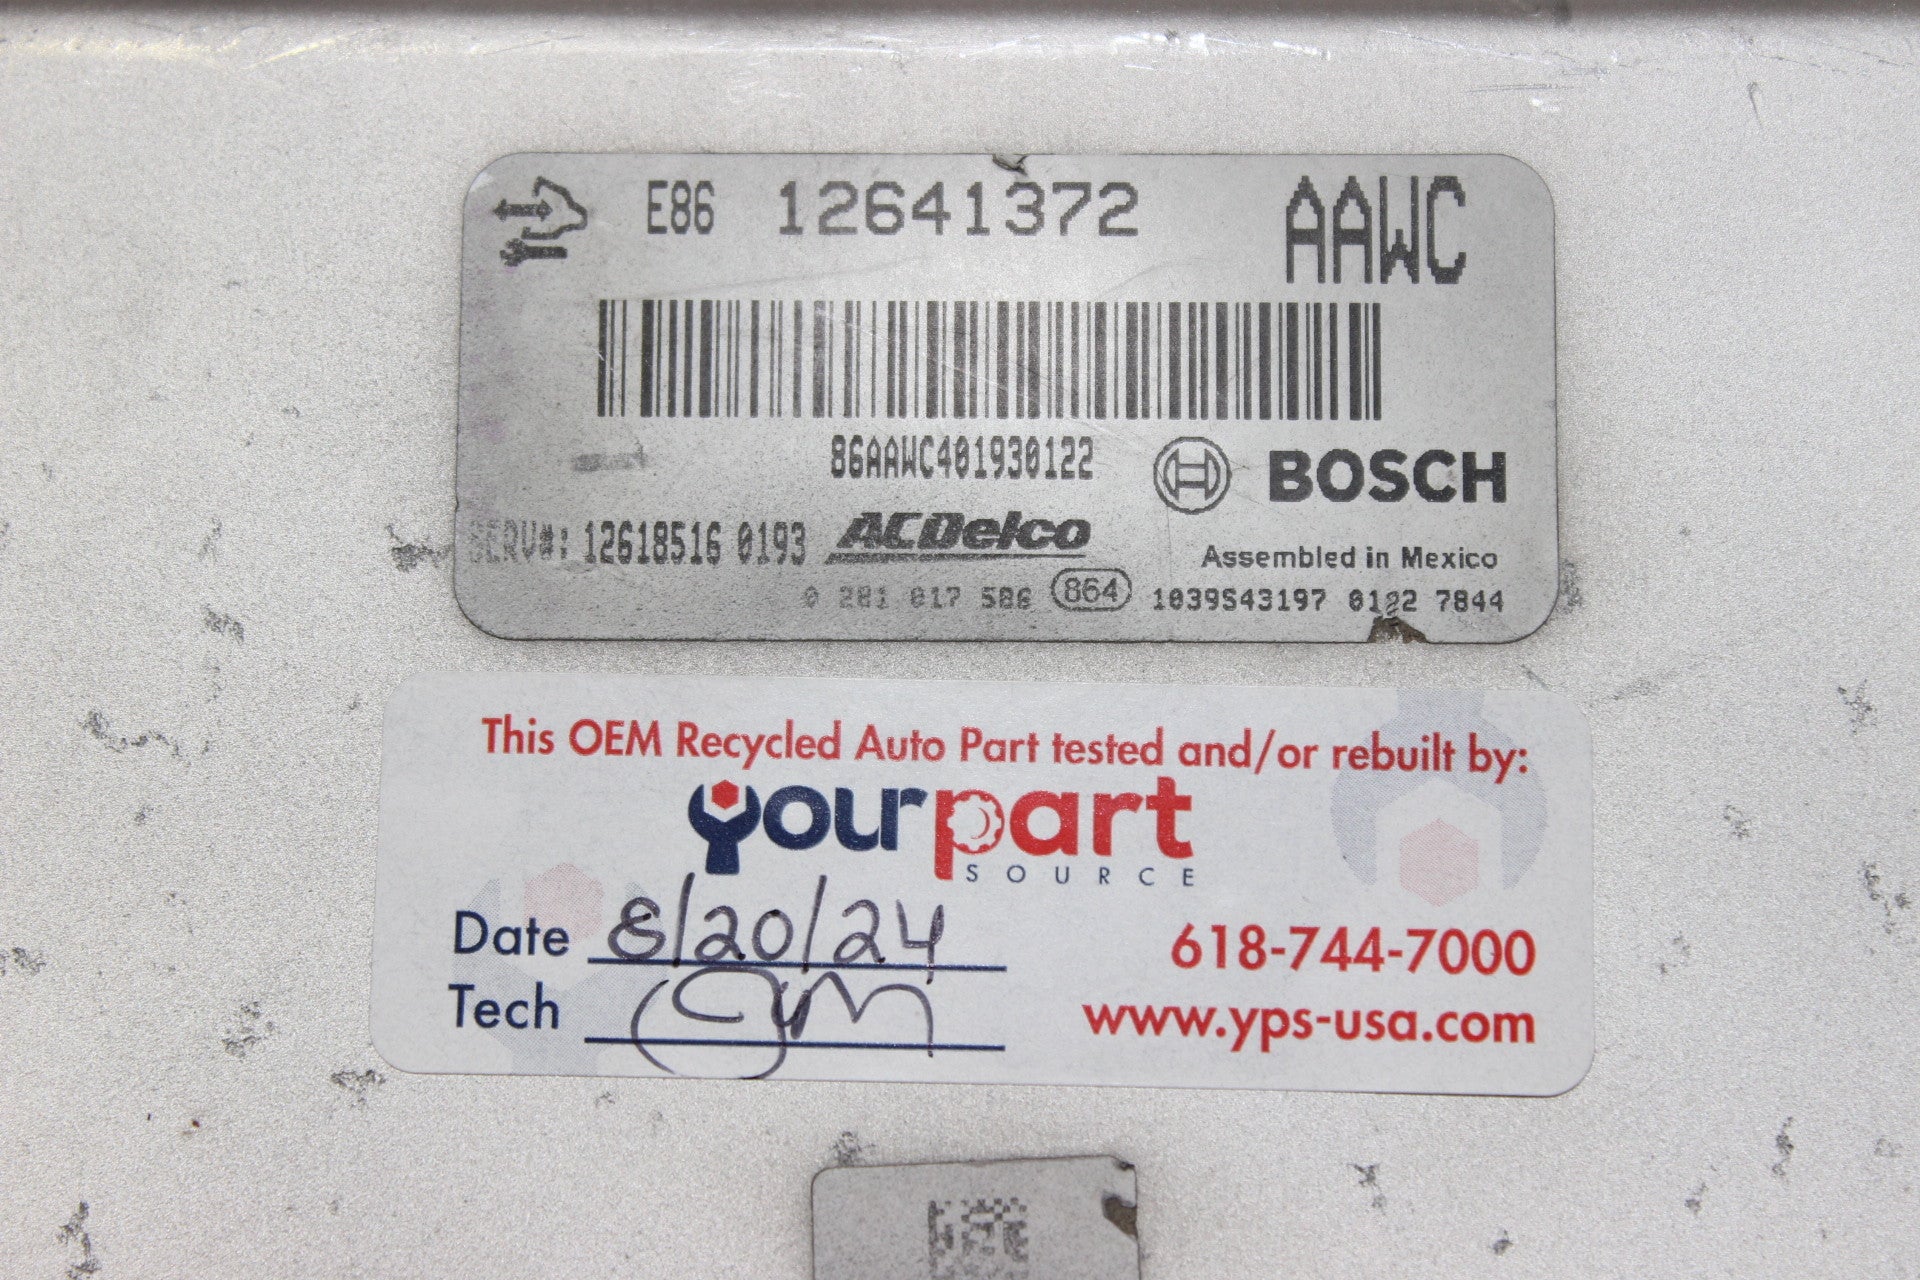 E86 12641372 AAWC
86AAWC401930122
BOSCH
SERV#: 12618516 0193 ACDelco
Assembled in Mexico
0 281 017 586 864 1039S43197 0122 7844
This OEM Recycled Auto Part tested and/or rebuilt by:
yourpart
SOURCE
Date 8/20/24
618-744-7000
Tech
www.yps-usa.com